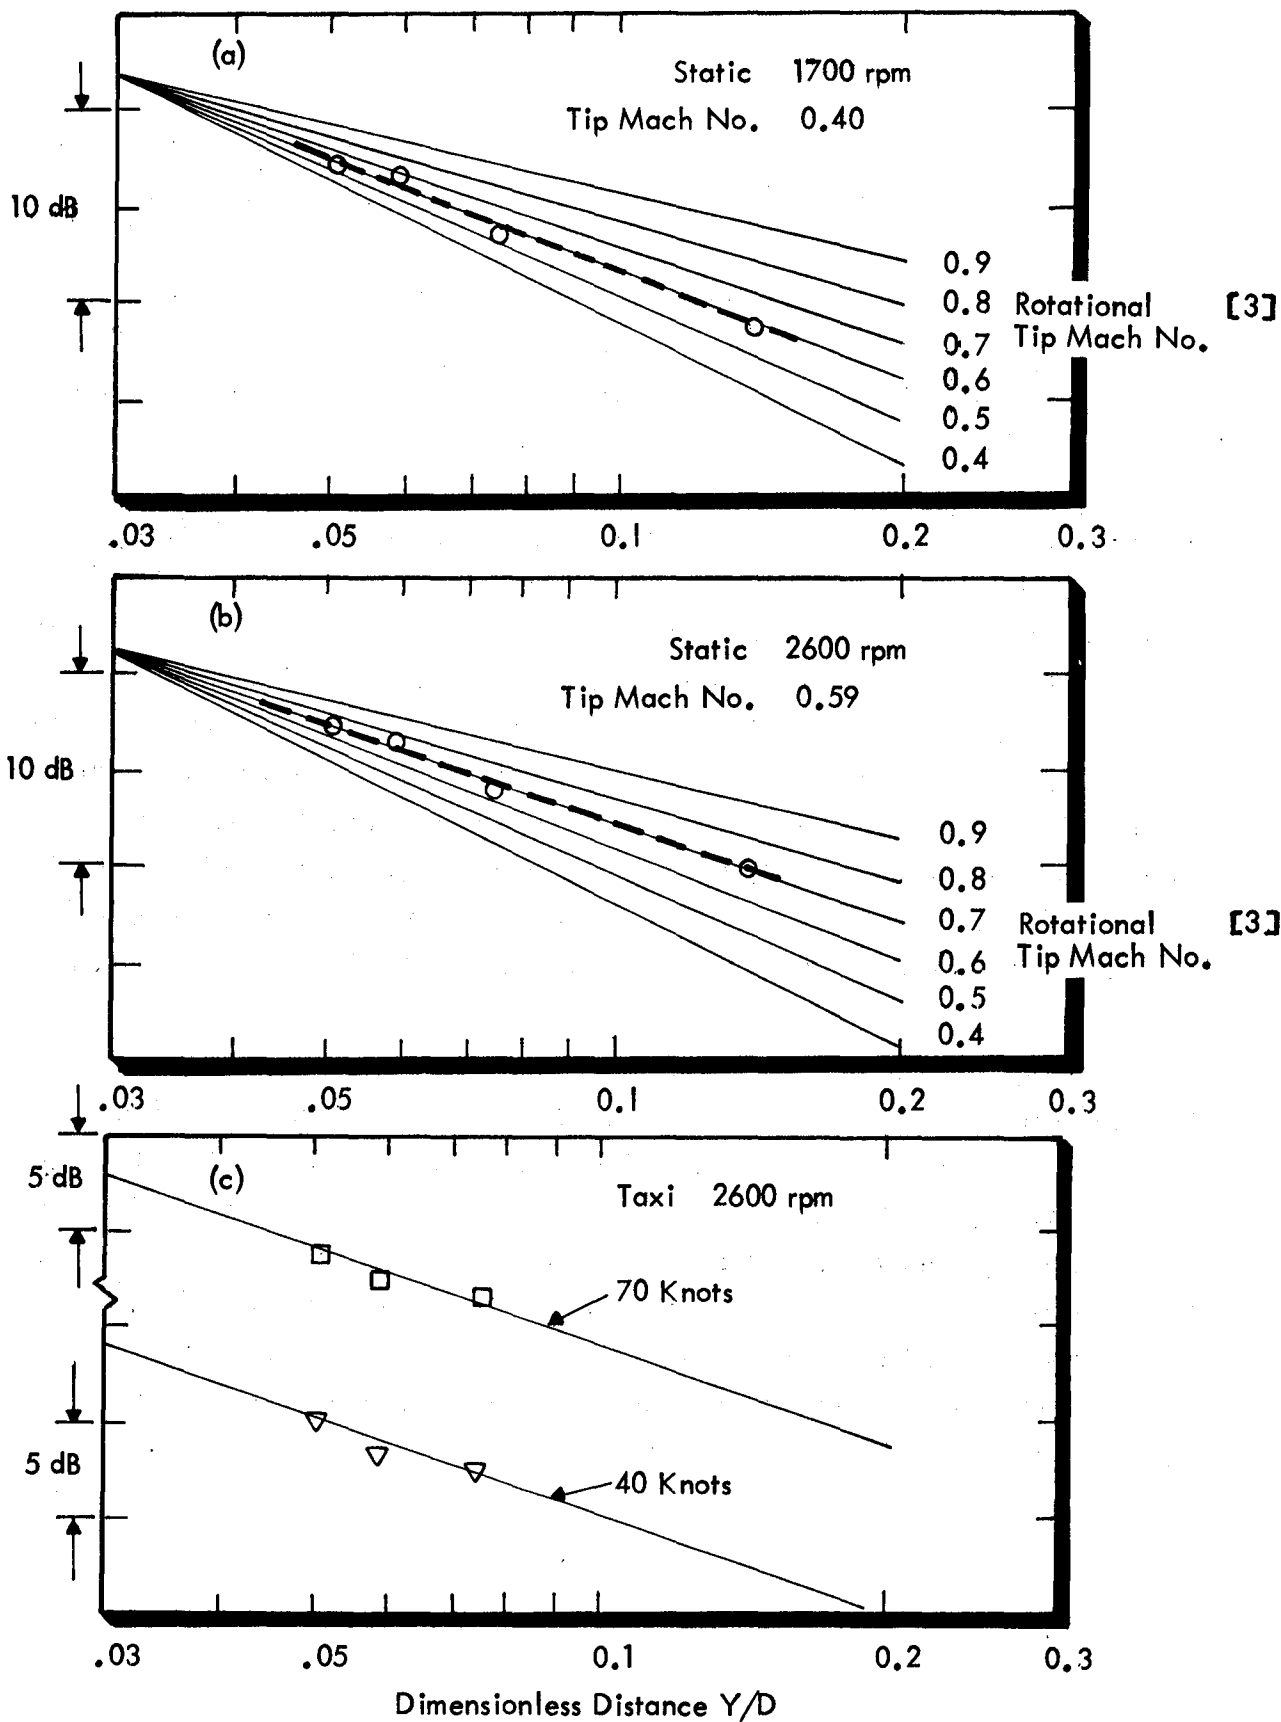 (a)
Static 1700 rpm
Tip Mach No. 0.40
10 dB
0.9
0.8
0.7
0.6
0.5
0.4
Rotational [3]
Tip Mach No.
.03 .05 0.1 0.2 0.3
(b)
Static 2600 rpm
Tip Mach No. 0.59
10 dB
0.9
0.8
0.7
0.6
0.5
0.4
Rotational [3]
Tip Mach No.
.03 .05 0.1 0.2 0.3
(c)
5 dB
Taxi 2600 rpm
70 Knots
5 dB
40 Knots
.03 .05 0.1 0.2 0.3
Dimensionless Distance Y/D